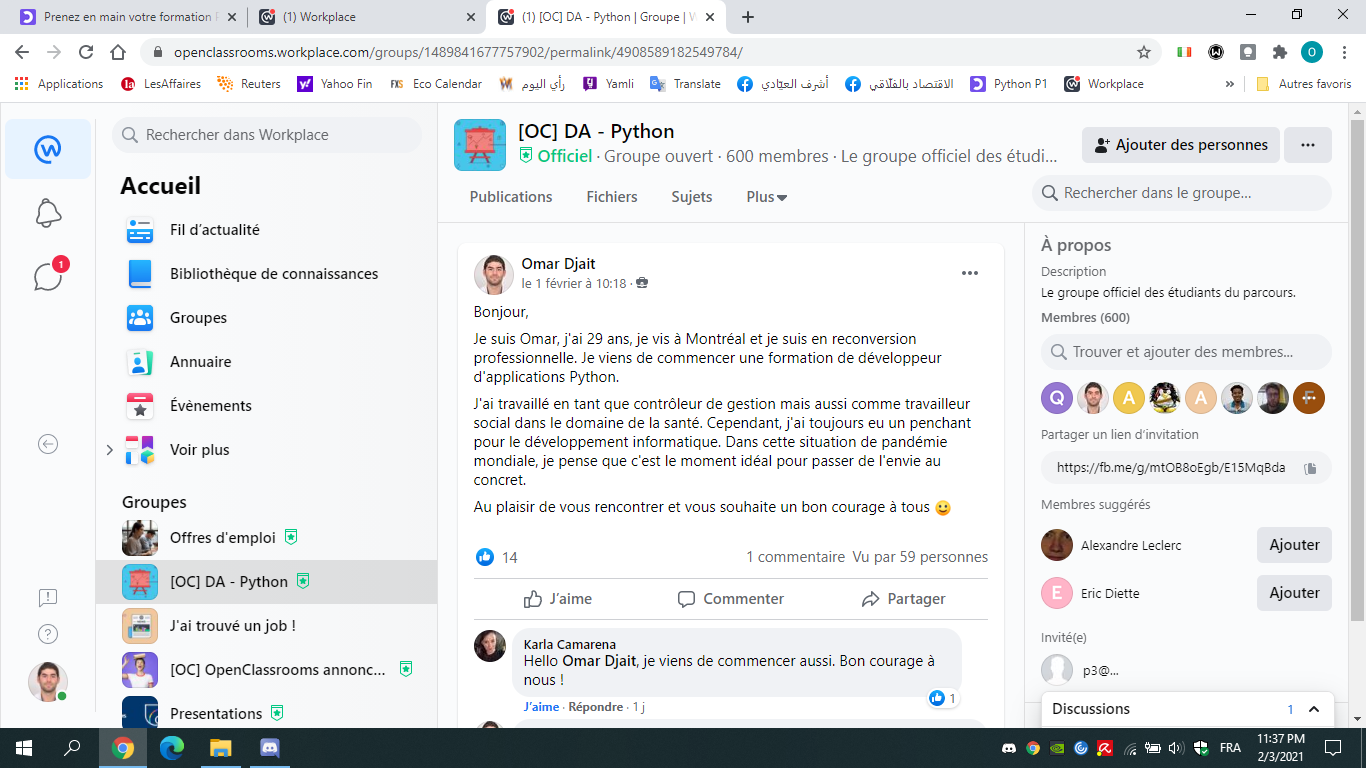 Prenez en main votre formation P
(1) Workplace
(1) [OC] DA - Python | Groupe | W
openclassrooms.workplace.com/groups/1489841677757902/permalink/4908589182549784/
Applications
LesAffaires
Reuters
Yahoo Fin
FXS
Eco Calendar
رأي اليوم
Yamli
Translate
أشرف العيّادي
الاقتصاد بالفلّاقي
Python P1
Workplace
»
Autres favoris
Rechercher dans Workplace
Accueil
Fil d'actualité
Bibliothèque de connaissances
Groupes
Annuaire
Évènements
Voir plus
Groupes
Offres d'emploi
[OC] DA - Python
J'ai trouvé un job !
[OC] OpenClassrooms annonc...
Presentations
1
[OC] DA - Python
Officiel · Groupe ouvert · 600 membres · Le groupe officiel des étudi...
Ajouter des personnes
Publications
Fichiers
Sujets
Plus
Rechercher dans le groupe...
Omar Djait
le 1 février à 10:18 ·
Bonjour,
Je suis Omar, j'ai 29 ans, je vis à Montréal et je suis en reconversion
professionnelle. Je viens de commencer une formation de développeur
d'applications Python.
J'ai travaillé en tant que contrôleur de gestion mais aussi comme travailleur
social dans le domaine de la santé. Cependant, j'ai toujours eu un penchant
pour le développement informatique. Dans cette situation de pandémie
mondiale, je pense que c'est le moment idéal pour passer de l'envie au
concret.
Au plaisir de vous rencontrer et vous souhaite un bon courage à tous 😀
14
1 commentaire Vu par 59 personnes
J'aime
Commenter
Partager
Karla Camarena
Hello Omar Djait, je viens de commencer aussi. Bon courage à
nous !
1
J'aime · Répondre · 1 j
À propos
Description
Le groupe officiel des étudiants du parcours.
Membres (600)
Trouver et ajouter des membres...
Q
A
A
F
Partager un lien d'invitation
https://fb.me/g/mtOB8oEgb/E15MqBda
Membres suggérés
Alexandre Leclerc
Ajouter
E
Eric Diette
Ajouter
Invité(e)
p3@...
Discussions
1
FRA
11:37 PM
2/3/2021